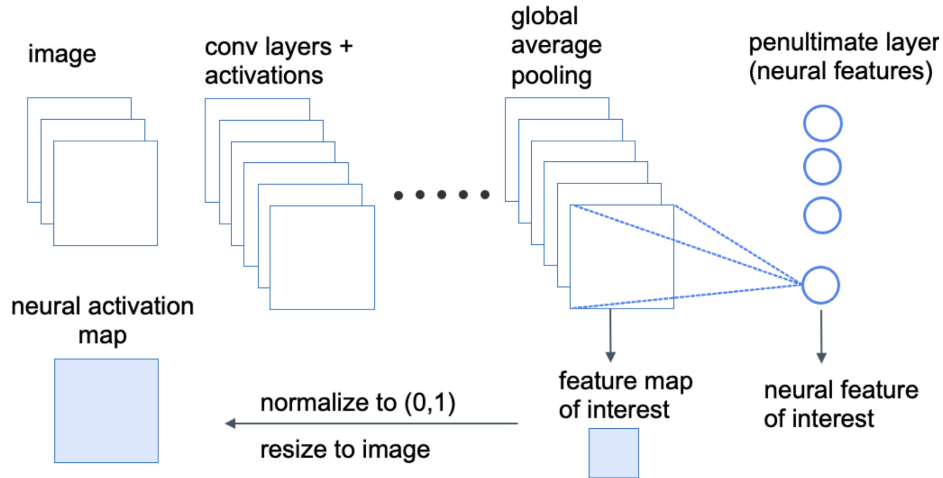 image
conv layers +
activations
global
average
pooling
penultimate layer
(neural features)
neural activation
map
normalize to (0,1)
resize to image
feature map
of interest
neural feature
of interest